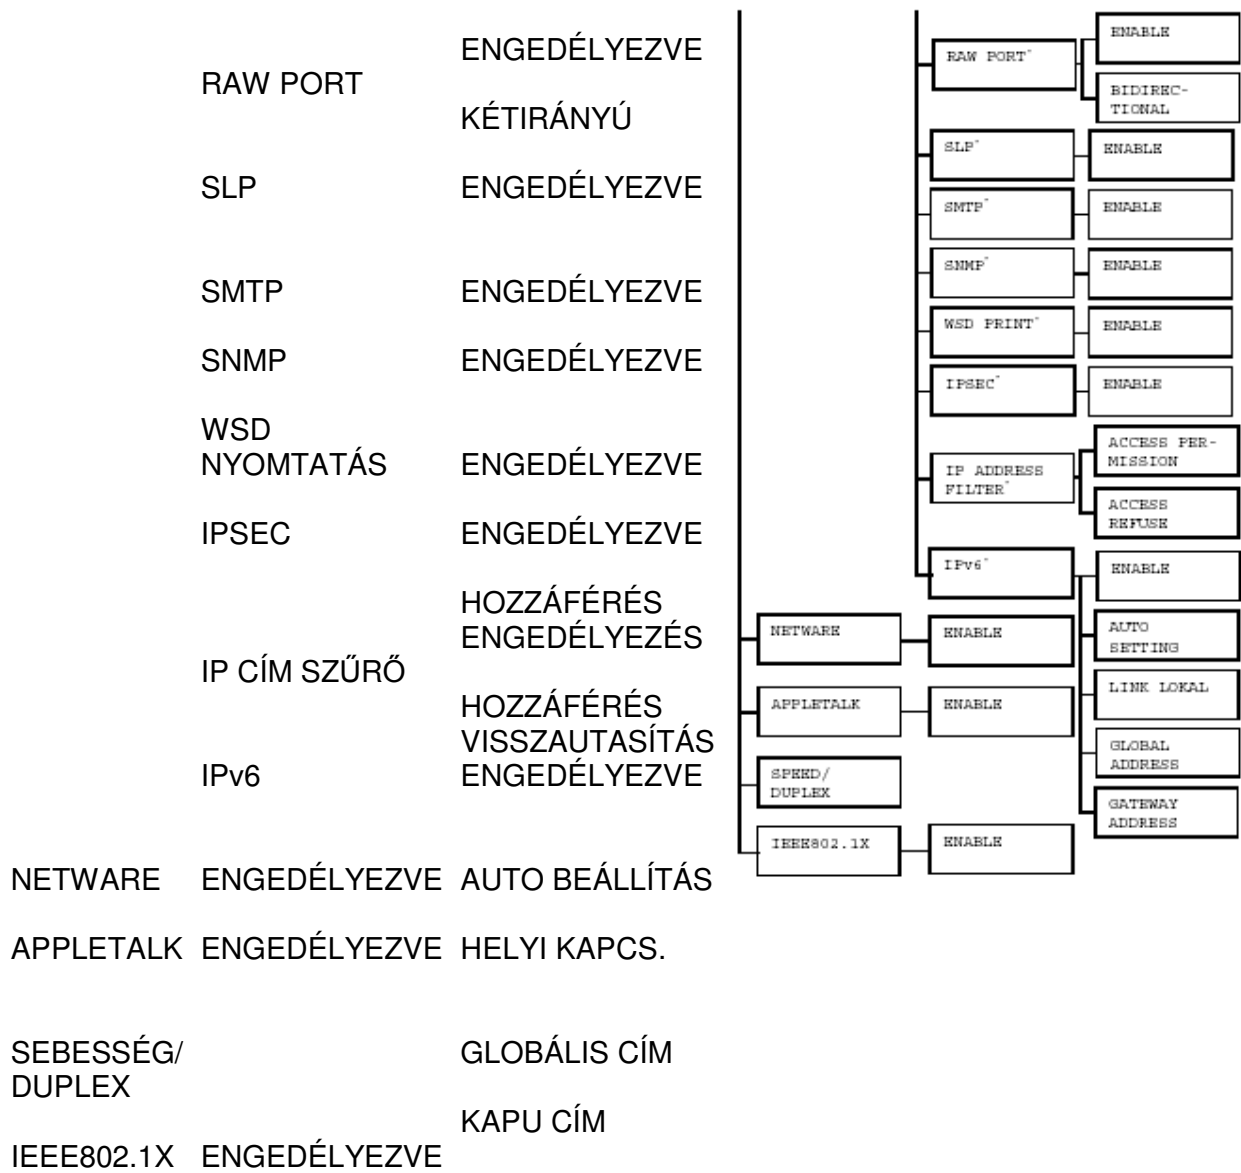 ENGEDÉLYEZVE
RAW PORT
KÉTIRÁNYÚ
SLP ENGEDÉLYEZVE
SMTP ENGEDÉLYEZVE
SNMP ENGEDÉLYEZVE
WSD
NYOMTATÁS ENGEDÉLYEZVE
IPSEC ENGEDÉLYEZVE
HOZZÁFÉRÉS
ENGEDÉLYEZÉS
IP CÍM SZŰRŐ
HOZZÁFÉRÉS
VISSZAUTASÍTÁS
IPv6 ENGEDÉLYEZVE
NETWARE ENGEDÉLYEZVE AUTO BEÁLLÍTÁS
APPLETALK ENGEDÉLYEZVE HELYI KAPCS.
SEBESSÉG/ GLOBÁLIS CÍM
DUPLEX
KAPU CÍM
IEEE802.1X ENGEDÉLYEZVE
RAW PORT*
ENABLE
BIDIREC-
TIONAL
SLP*
ENABLE
SMTP*
ENABLE
SNMP*
ENABLE
WSD PRINT*
ENABLE
IPSEC*
ENABLE
IP ADDRESS
FILTER*
ACCESS PER-
MISSION
ACCESS
REFUSE
IPv6*
ENABLE
AUTO
SETTING
LINK LOKAL
GLOBAL
ADDRESS
GATEWAY
ADDRESS
NETWARE
ENABLE
APPLETALK
ENABLE
SPEED/
DUPLEX
IEEE802.1X
ENABLE